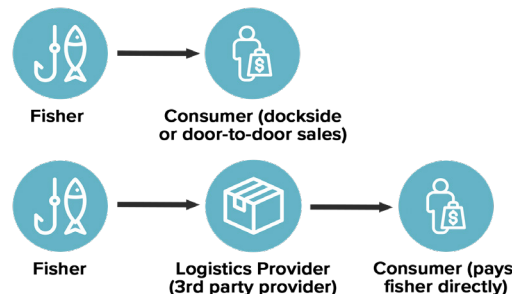 $
Fisher
Consumer (dockside
or door-to-door sales)
$
Fisher
Logistics Provider
(3rd party provider)
Consumer (pays
fisher directly)